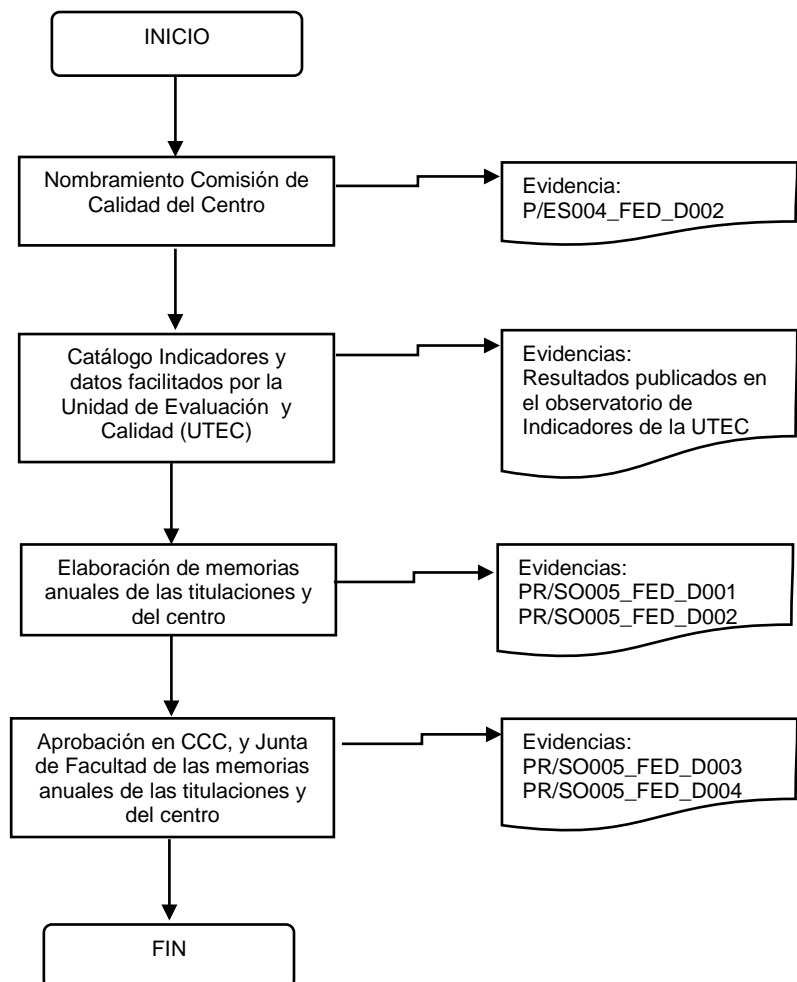 INICIO
Nombramiento Comisión de
Calidad del Centro
Evidencia:
P/ES004_FED_D002
Catálogo Indicadores y
datos facilitados por la
Unidad de Evaluación  y
Calidad (UTEC)
Evidencias:
Resultados publicados en
el observatorio de
Indicadores de la UTEC
Elaboración de memorias
anuales de las titulaciones y
del centro
Evidencias:
PR/SO005_FED_D001
PR/SO005_FED_D002
Aprobación en CCC, y Junta
de Facultad de las memorias
anuales de las titulaciones y
del centro
Evidencias:
PR/SO005_FED_D003
PR/SO005_FED_D004
FIN